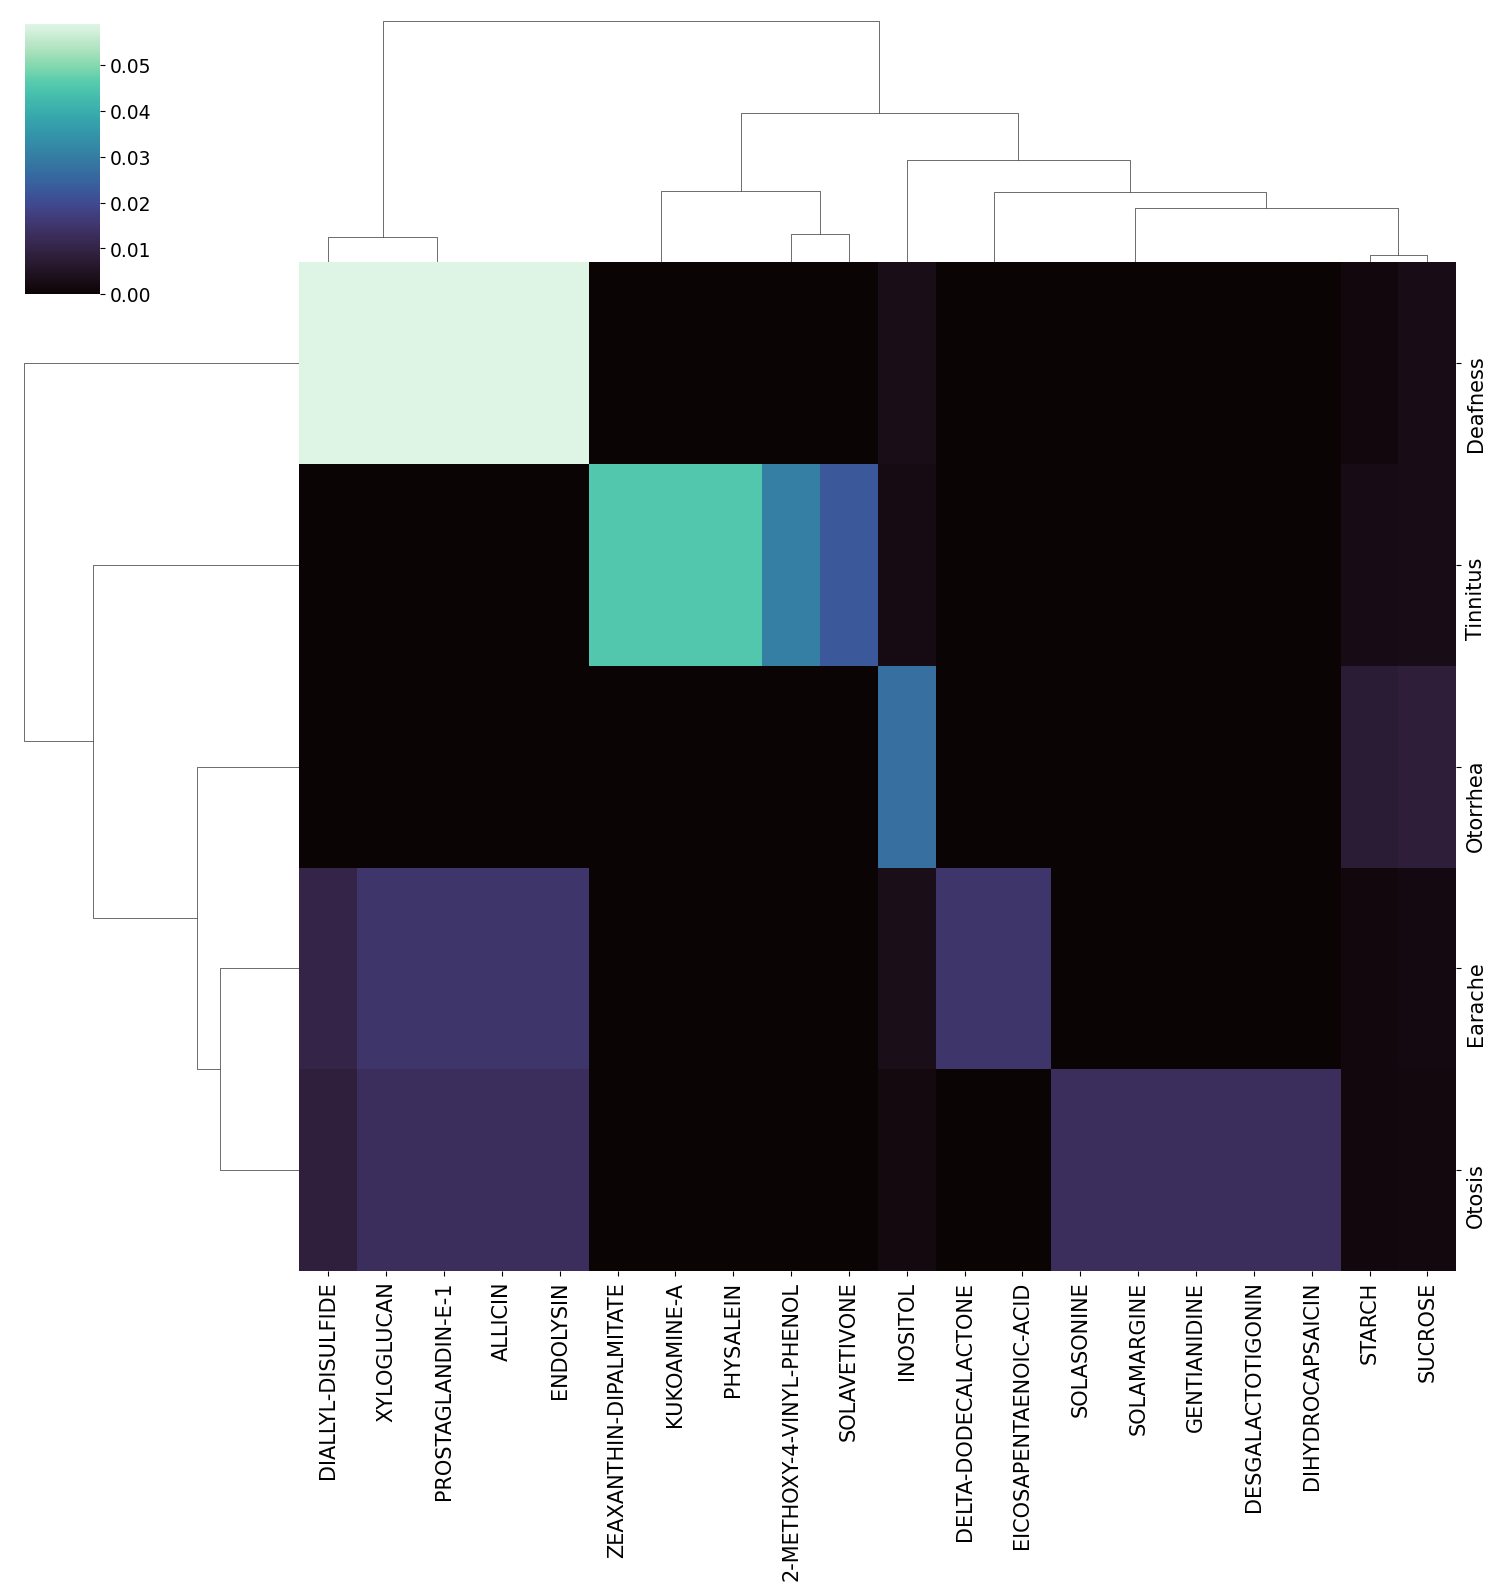 0.05
0.04
0.03
0.02
0.01
0.00
Deafness
Tinnitus
Otorrhea
Earache
Otosis
DIALLYL-DISULFIDE
XYLOGLUCAN
PROSTAGLANDIN-E-1
ALLICIN
ENDOLYSIN
ZEAXANTHIN-DIPALMITATE
KUKOAMINE-A
PHYSALEIN
2-METHOXY-4-VINYL-PHENOL
SOLAVETIVONE
INOSITOL
DELTA-DODECALACTONE
EICOSAPENTAENOIC-ACID
SOLASONINE
SOLAMARGINE
GENTIANIDINE
DESGALACTOTIGONIN
DIHYDROCAPSAICIN
STARCH
SUCROSE